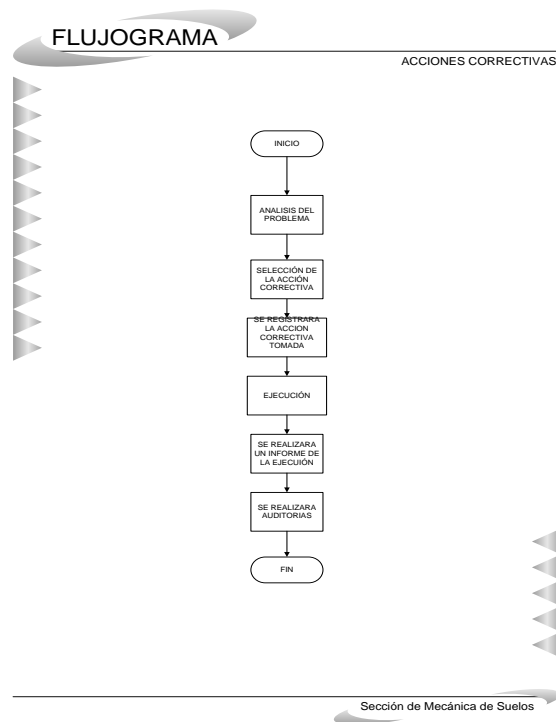 FLUJOGRAMA
ACCIONES CORRECTIVAS
INICIO
ANALISIS DEL
PROBLEMA
SELECCIÓN DE
LA ACCIÓN
CORRECTIVA
SE REGISTRARA
LA ACCION
CORRECTIVA
TOMADA
EJECUCIÓN
SE REALIZARA
UN INFORME DE
LA EJECUIÓN
SE REALIZARA
AUDITORIAS
FIN
Sección de Mecánica de Suelos